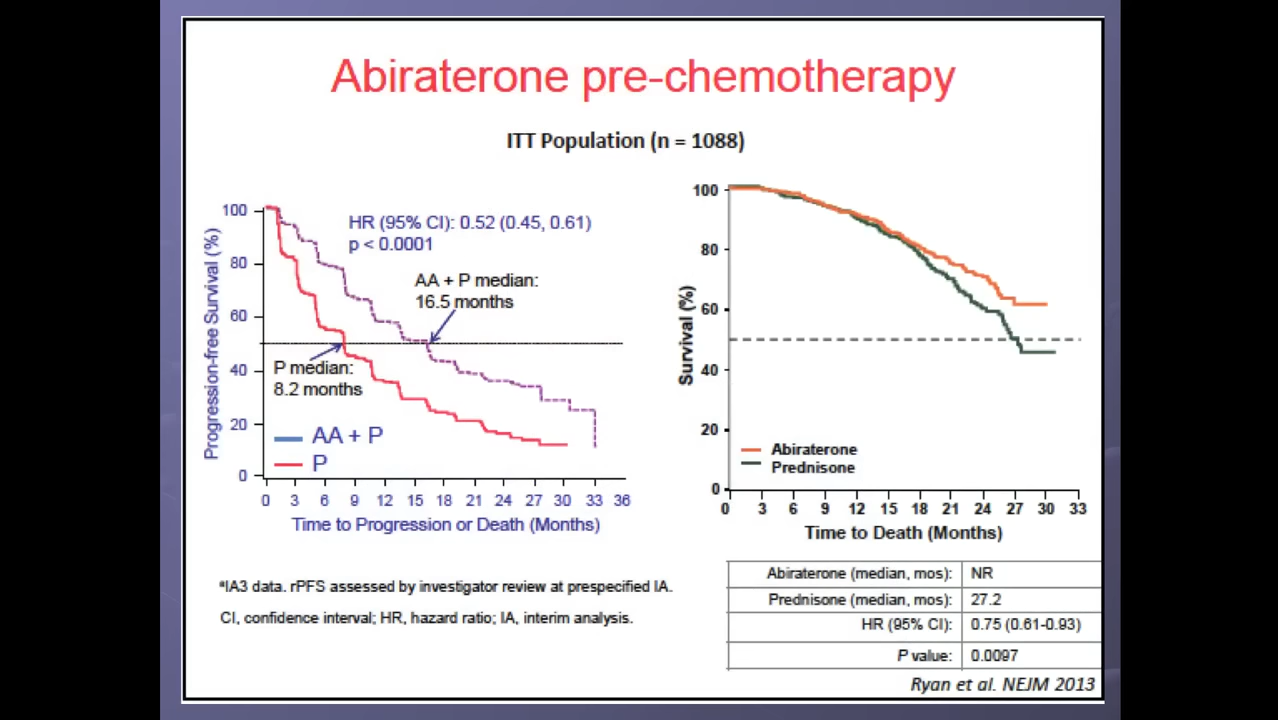 Abiraterone pre-chemotherapy
ITT Population (n = 1088)
Progression-free Survival (%)
100
80
60
40
20
0
HR (95% CI): 0.52 (0.45, 0.61)
p < 0.0001
AA + P median:
16.5 months
P median:
8.2 months
AA + P
P
0 3 6 9 12 15 18 21 24 27 30 33 36
Time to Progression or Death (Months)
Survival (%)
100
80
60
40
20
0
Abiraterone
Prednisone
0 3 6 9 12 15 18 21 24 27 30 33
Time to Death (Months)
ªIA3 data. rPFS assessed by investigator review at prespecified IA.
CI, confidence interval; HR, hazard ratio; IA, interim analysis.
Abiraterone (median, mos): NR
Prednisone (median, mos): 27.2
HR (95% CI): 0.75 (0.61-0.93)
P value: 0.0097
Ryan et al. NEJM 2013